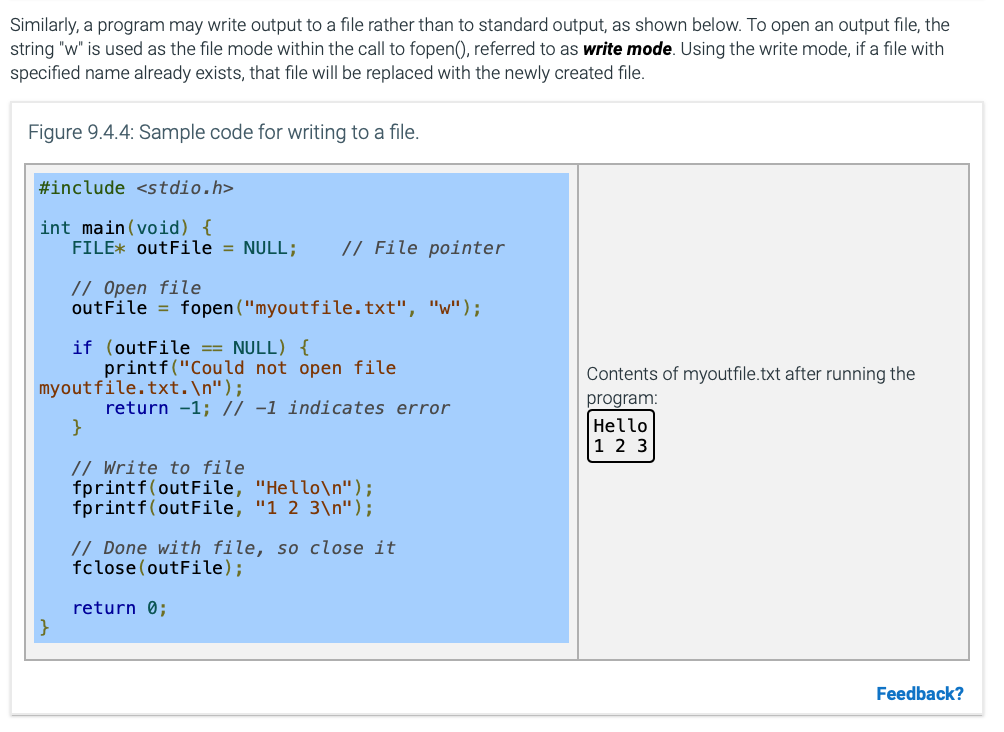 Similarly, a program may write output to a file rather than to standard output, as shown below. To open an output file, the
string "w" is used as the file mode within the call to fopen(), referred to as write mode. Using the write mode, if a file with
specified name already exists, that file will be replaced with the newly created file.
Figure 9.4.4: Sample code for writing to a file.
#include <stdio.h>
int main(void) {
   FILE* outFile = NULL;    // File pointer
   // Open file
   outFile = fopen("myoutfile.txt", "w");
   if (outFile == NULL) {
      printf("Could not open file
myoutfile.txt.\n");
      return -1; // -1 indicates error
   }
   // Write to file
   fprintf(outFile, "Hello\n");
   fprintf(outFile, "1 2 3\n");
   // Done with file, so close it
   fclose(outFile);
   return 0;
}
Contents of myoutfile.txt after running the
program:
Hello
1 2 3
Feedback?